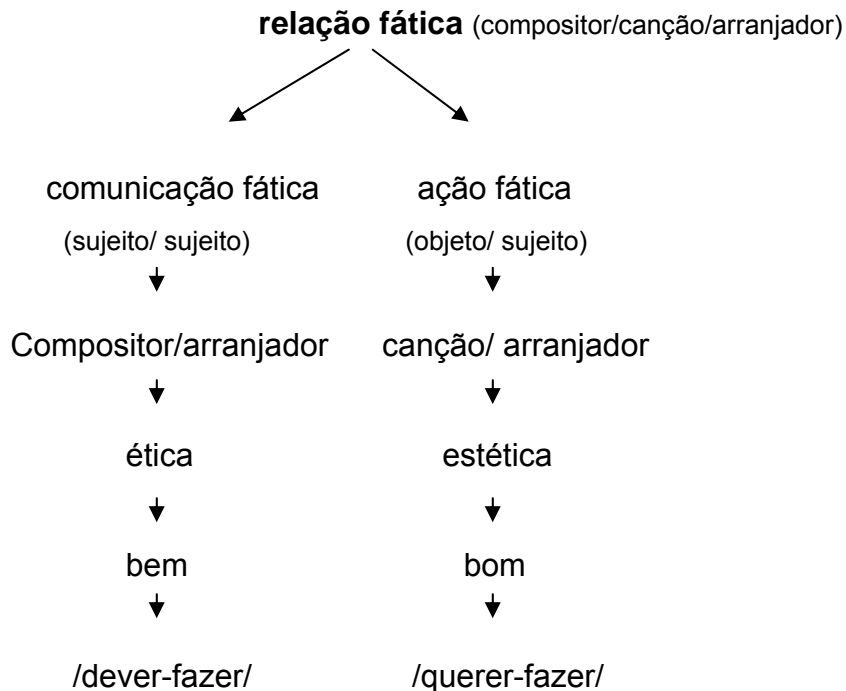 relação fática (compositor/canção/arranjador)
comunicação fática ação fática
(sujeito/ sujeito) (objeto/ sujeito)
Compositor/arranjador canção/ arranjador
ética estética
bem bom
/dever-fazer/ /querer-fazer/